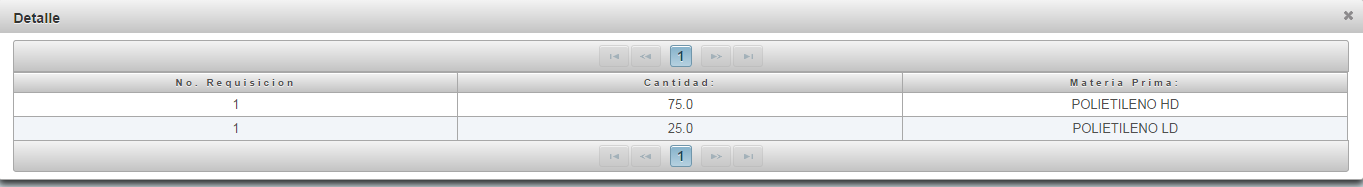 Detalle
1
No. Requisicion Cantidad: Materia Prima:
1 75.0 POLIETILENO HD
1 25.0 POLIETILENO LD
1